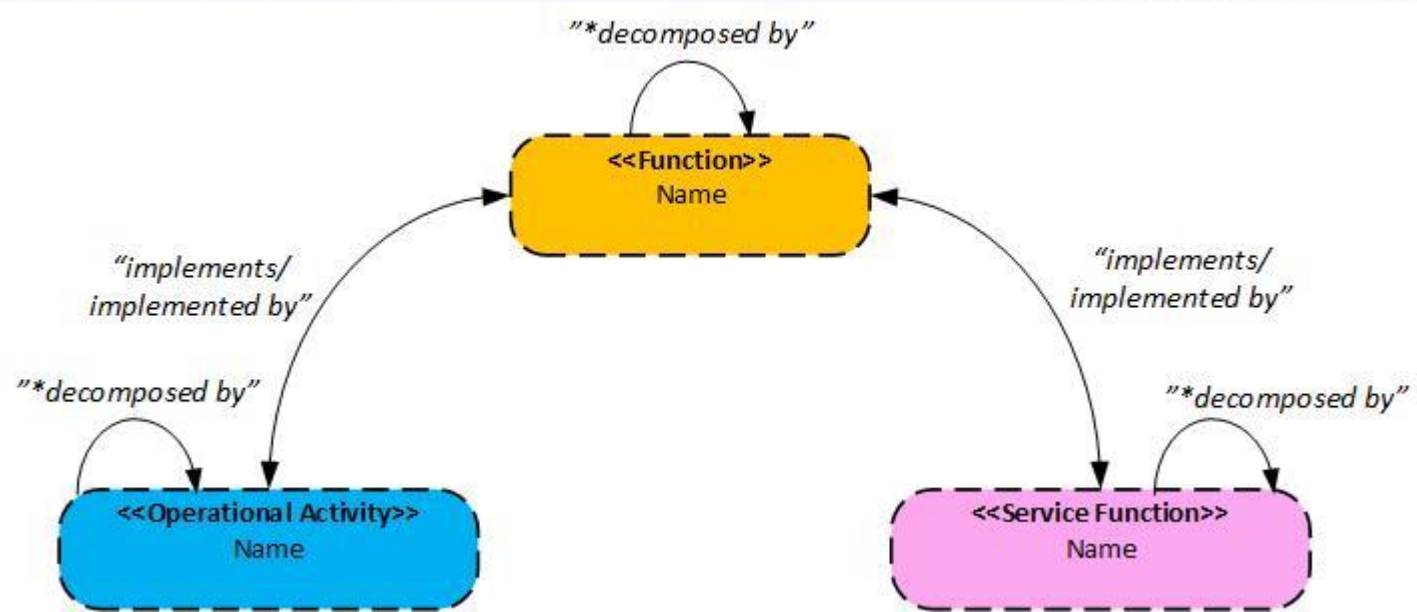 ”*decomposed by”
<<Function>>
Name
“implements/
implemented by”
“implements/
implemented by”
”*decomposed by”
”*decomposed by”
<<Operational Activity>>
Name
<<Service Function>>
Name